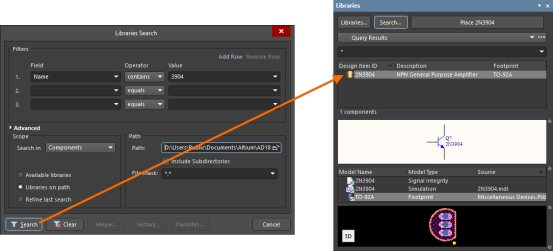 Libraries Search
Filters
Add Row Remove Row
Field Operator Value
1. Name contains 3904
2. equals
3. equals
Advanced
Scope
Search in Components
Available libraries
Libraries on path
Refine last search
Path
Path: D:\Users\Public\Documents\Altium\AD18
Include Subdirectories
File Mask: *.*
Search Clear Helper... History... Favorites... Cancel
Libraries
Libraries... Search... Place 2N3904
Query Results
*
Design Item ID Description Footprint
2N3904 NPN General Purpose Amplifier TO-92A
1 components
Q?
2N3904
Model Name Model Type Source
2N3904 Signal Integrity
2N3904 Simulation 2N3904.mdl
TO-92A Footprint Miscellaneous Devices.Pcb
3D